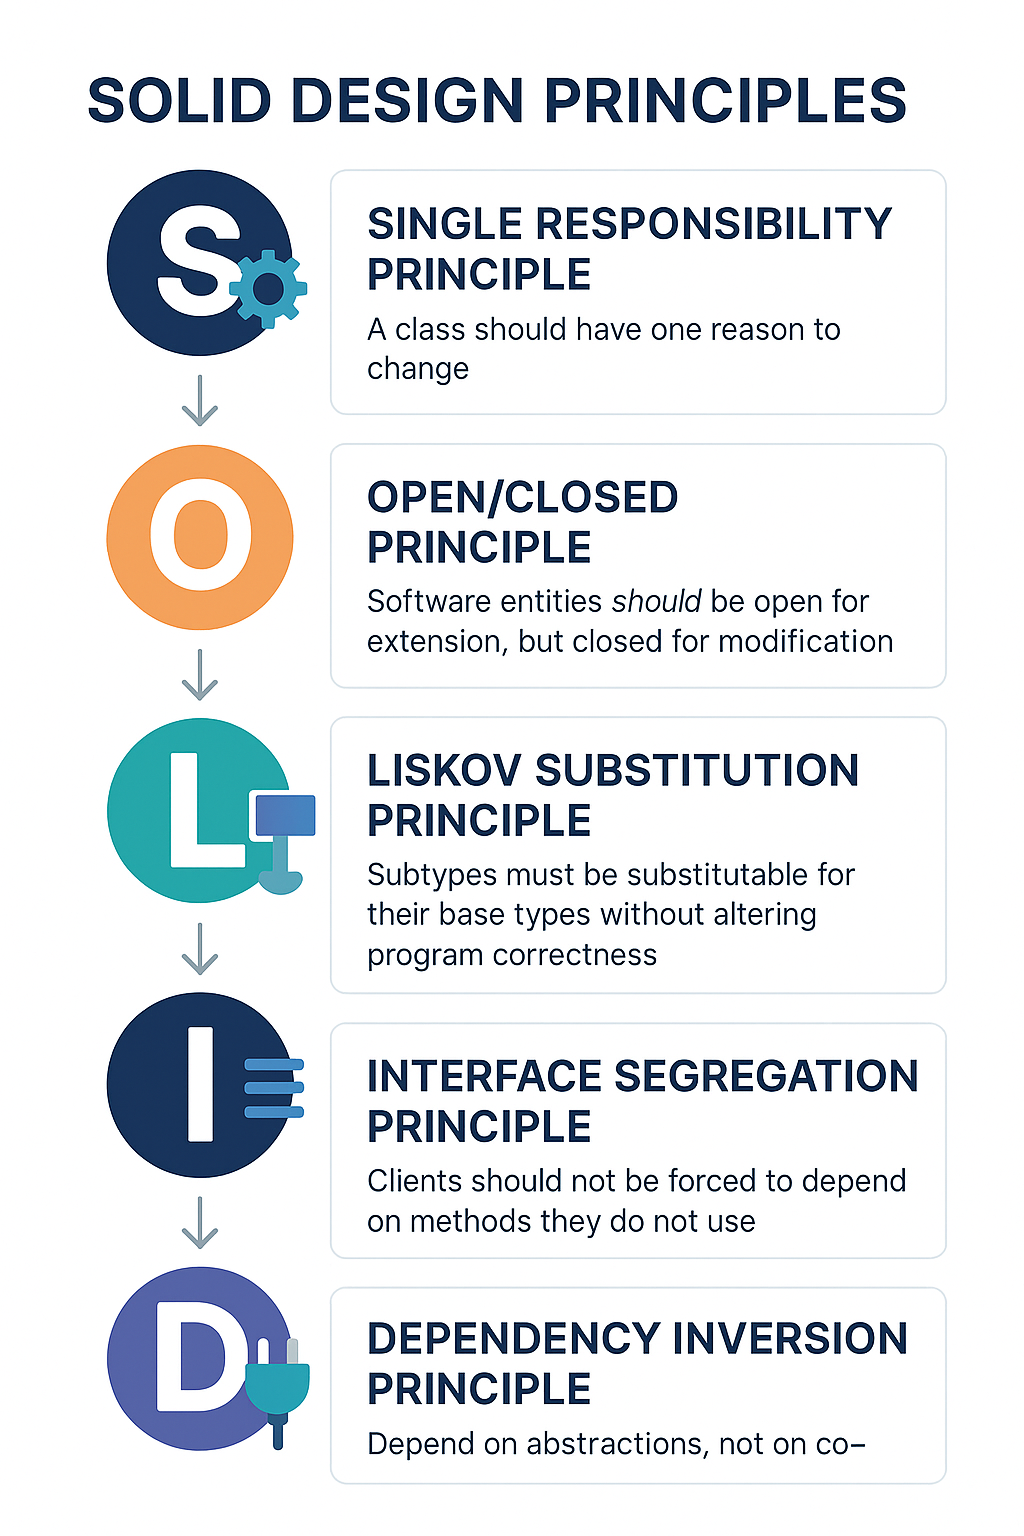 SOLID DESIGN PRINCIPLES
S
SINGLE RESPONSIBILITY
PRINCIPLE
A class should have one reason to
change
O
OPEN/CLOSED
PRINCIPLE
Software entities should be open for
extension, but closed for modification
L
LISKOV SUBSTITUTION
PRINCIPLE
Subtypes must be substitutable for
their base types without altering
program correctness
I
INTERFACE SEGREGATION
PRINCIPLE
Clients should not be forced to depend
on methods they do not use
D
DEPENDENCY INVERSION
PRINCIPLE
Depend on abstractions, not on co–